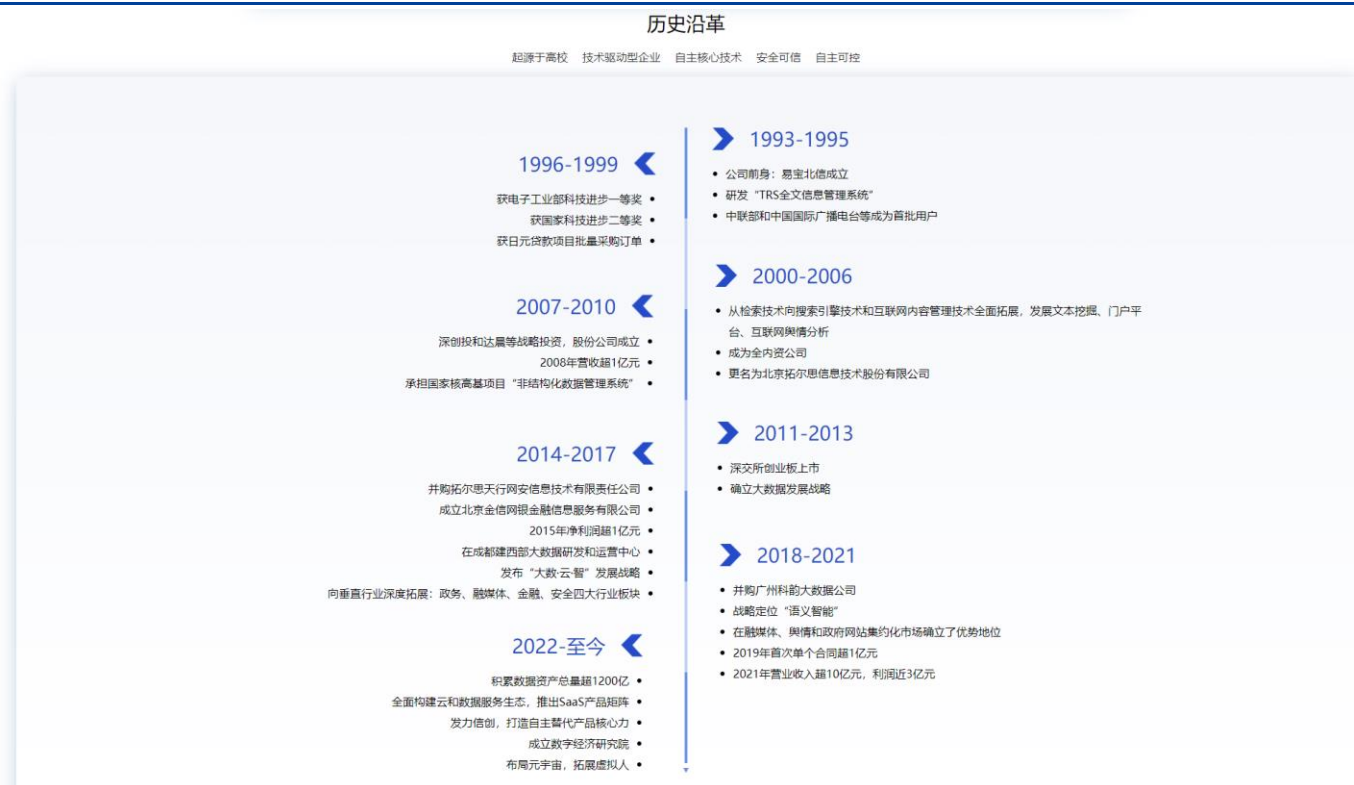 历史沿革
起源于高校 技术驱动型企业 自主核心技术 安全可信 自主可控
1993-1995
公司前身：易宝北信成立
研发“TRS全文信息管理系统”
中联部和中国国际广播电台等成为首批用户
1996-1999
获电子工业部科技进步一等奖
获国家科技进步二等奖
获日元贷款项目批量采购订单
2000-2006
从检索技术向搜索引擎技术和互联网内容管理技术全面拓展，发展文本挖掘、门户平
台、互联网舆情分析
成为全内资公司
更名为北京拓尔思信息技术股份有限公司
2007-2010
深创投和达晨等战略投资，股份公司成立
2008年营收超1亿元
承担国家核高基项目“非结构化数据管理系统”
2011-2013
深交所创业板上市
确立大数据发展战略
2014-2017
并购拓尔思天行网安信息技术有限责任公司
成立北京金信网银金融信息服务有限公司
2015年净利润超1亿元
在成都建西部大数据研发和运营中心
发布“大数·云·智”发展战略
向垂直行业深度拓展：政务、融媒体、金融、安全四大行业板块
2018-2021
并购广州科韵大数据公司
战略定位“语义智能”
在融媒体、舆情和政府网站集约化市场确立了优势地位
2019年首次单个合同超1亿元
2021年营业收入超10亿元，利润近3亿元
2022-至今
积累数据资产总量超1200亿
全面构建云和数据服务生态，推出SaaS产品矩阵
发力信创，打造自主替代产品核心力
成立数字经济研究院
布局元宇宙，拓展虚拟人